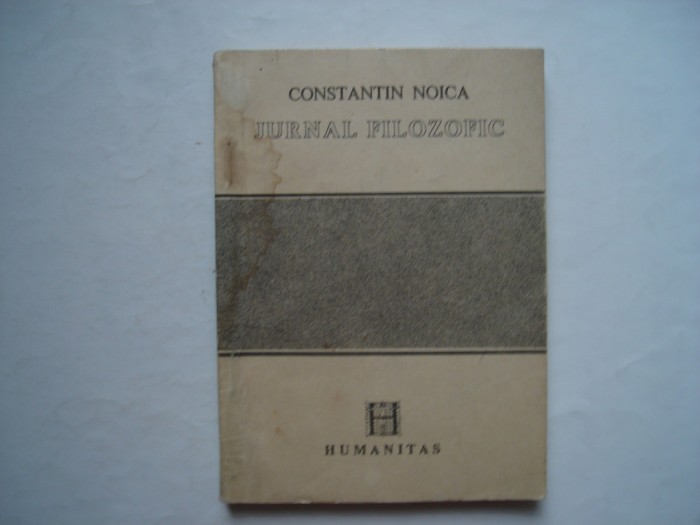 CONSTANTIN NOICA
JURNAL FILOZOFIC
H
HUMANITAS